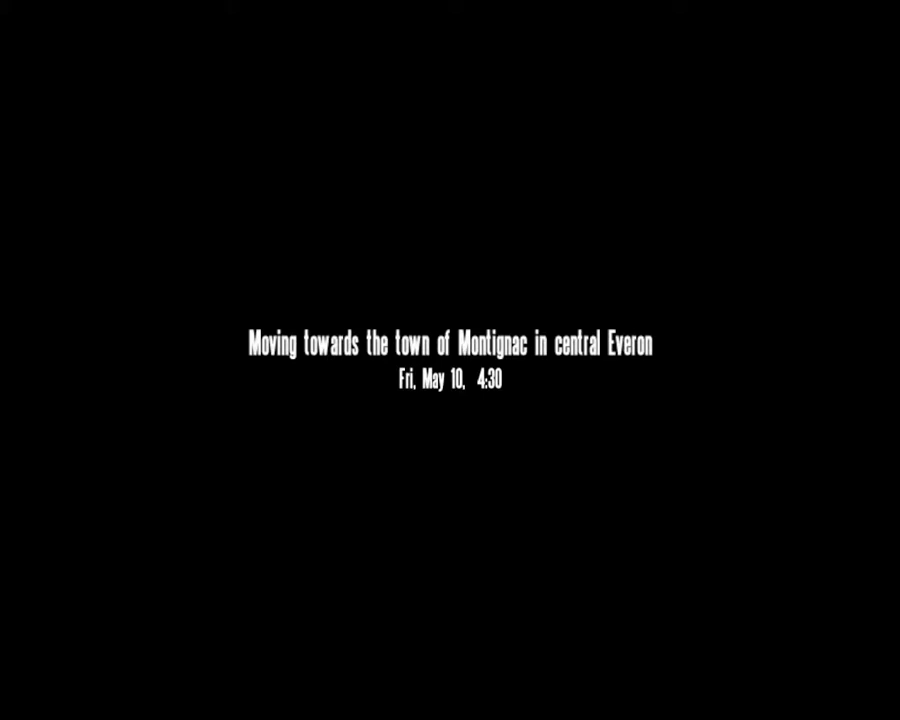 Moving towards the town of Montignac in central Everon
Fri, May 10,  4:30